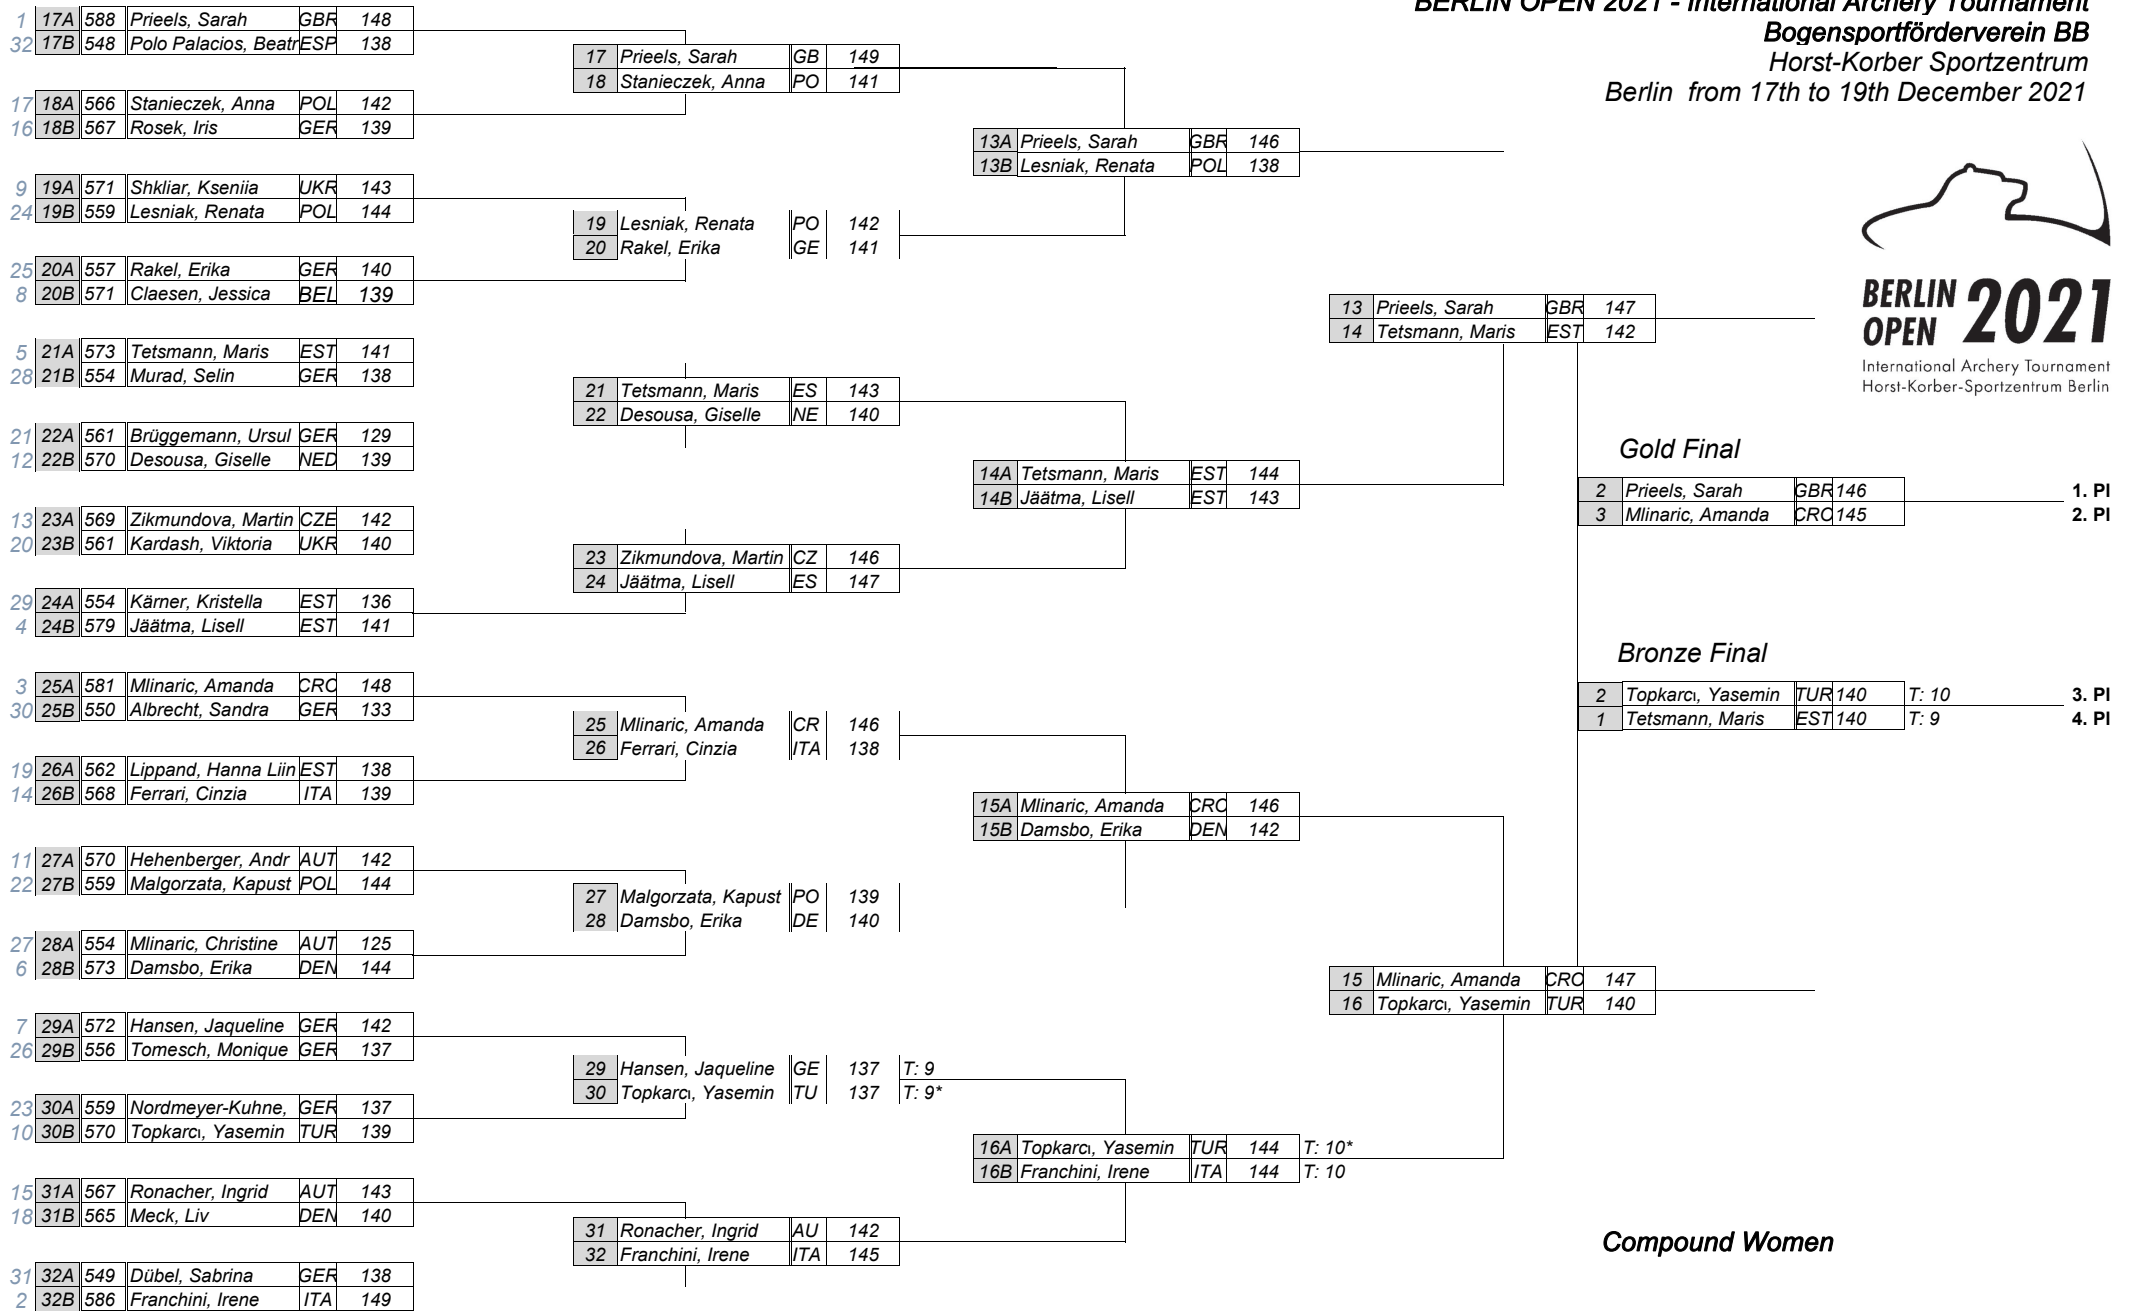 BERLIN OPEN 2021 - International Archery Tournament
Bogensportförderverein BB
Horst-Korber Sportzentrum
Berlin from 17th to 19th December 2021
1 17A 588 Prieels, Sarah GBR 148
32 17B 548 Polo Palacios, Beatr ESP 138
17 18A 566 Stanieczek, Anna POL 142
16 18B 567 Rosek, Iris GER 139
9 19A 571 Shkliar, Kseniia UKR 143
24 19B 559 Lesniak, Renata POL 144
25 20A 557 Rakel, Erika GER 140
8 20B 571 Claesen, Jessica BEL 139
5 21A 573 Tetsmann, Maris EST 141
28 21B 554 Murad, Selin GER 138
21 22A 561 Brüggemann, Ursul GER 129
12 22B 570 Desousa, Giselle NED 139
13 23A 569 Zikmundova, Martin CZE 142
20 23B 561 Kardash, Viktoria UKR 140
29 24A 554 Kärner, Kristella EST 136
4 24B 579 Jäätma, Lisell EST 141
3 25A 581 Mlinaric, Amanda CRO 148
30 25B 550 Albrecht, Sandra GER 133
19 26A 562 Lippand, Hanna Liin EST 138
14 26B 568 Ferrari, Cinzia ITA 139
11 27A 570 Hehenberger, Andr AUT 142
22 27B 559 Malgorzata, Kapust POL 144
27 28A 554 Mlinaric, Christine AUT 125
6 28B 573 Damsbo, Erika DEN 144
7 29A 572 Hansen, Jaqueline GER 142
26 29B 556 Tomesch, Monique GER 137
23 30A 559 Nordmeyer-Kuhne, GER 137
10 30B 570 Topkarcı, Yasemin TUR 139
15 31A 567 Ronacher, Ingrid AUT 143
18 31B 565 Meck, Liv DEN 140
31 32A 549 Dübel, Sabrina GER 138
2 32B 586 Franchini, Irene ITA 149
17 Prieels, Sarah GB 149
18 Stanieczek, Anna PO 141
19 Lesniak, Renata PO 142
20 Rakel, Erika GE 141
21 Tetsmann, Maris ES 143
22 Desousa, Giselle NE 140
23 Zikmundova, Martin CZ 146
24 Jäätma, Lisell ES 147
25 Mlinaric, Amanda CR 146
26 Ferrari, Cinzia ITA 138
27 Malgorzata, Kapust PO 139
28 Damsbo, Erika DE 140
29 Hansen, Jaqueline GE 137 T: 9
30 Topkarcı, Yasemin TU 137 T: 9*
31 Ronacher, Ingrid AU 142
32 Franchini, Irene ITA 145
13A Prieels, Sarah GBR 146
13B Lesniak, Renata POL 138
14A Tetsmann, Maris EST 144
14B Jäätma, Lisell EST 143
15A Mlinaric, Amanda CRO 146
15B Damsbo, Erika DEN 142
16A Topkarcı, Yasemin TUR 144 T: 10*
16B Franchini, Irene ITA 144 T: 10
13 Prieels, Sarah GBR 147
14 Tetsmann, Maris EST 142
15 Mlinaric, Amanda CRO 147
16 Topkarcı, Yasemin TUR 140
BERLIN OPEN 2021
International Archery Tournament
Horst-Korber-Sportzentrum Berlin
Gold Final
2 Prieels, Sarah GBR 146 1. Pl
3 Mlinaric, Amanda CRO 145 2. Pl
Bronze Final
2 Topkarcı, Yasemin TUR 140 T: 10 3. Pl
1 Tetsmann, Maris EST 140 T: 9 4. Pl
Compound Women